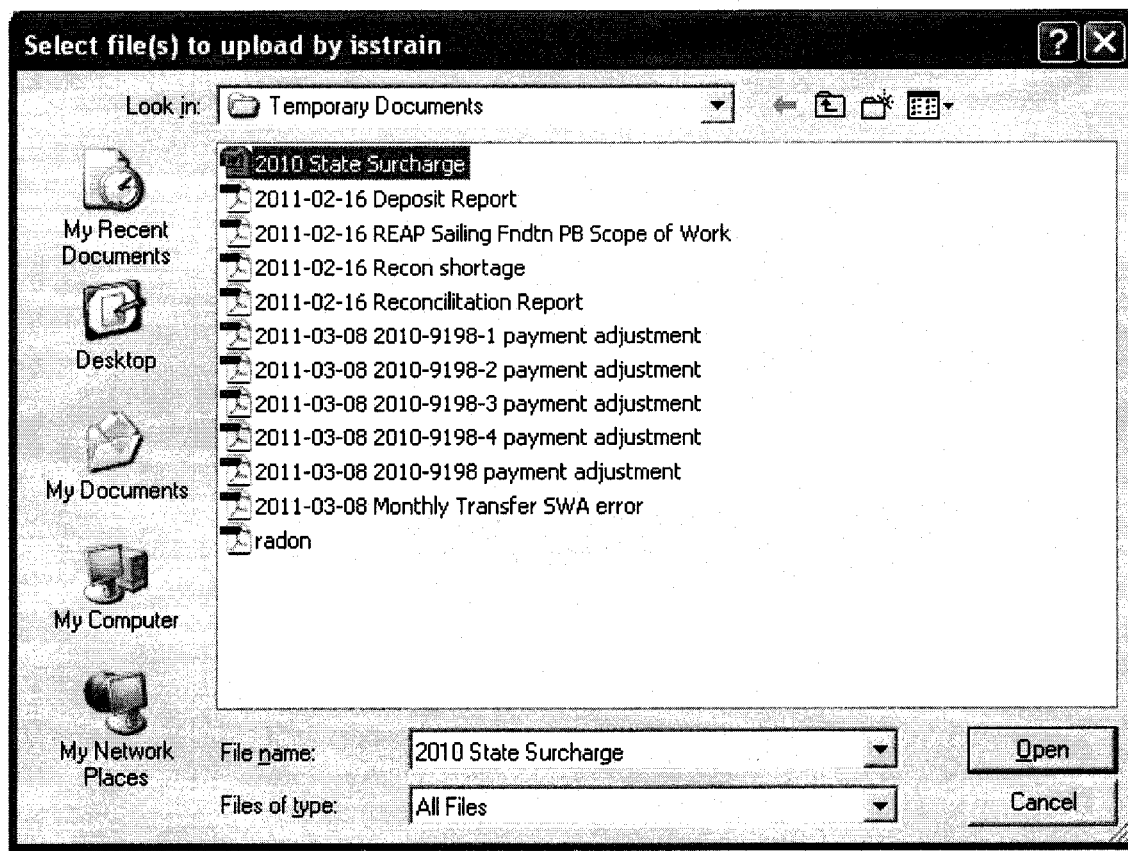 Select file(s) to upload by isstrain
Look in: Temporary Documents
My Recent
Documents
Desktop
My Documents
My Computer
My Network
Places
2010 State Surcharge
2011-02-16 Deposit Report
2011-02-16 REAP Sailing Fndtn PB Scope of Work
2011-02-16 Recon shortage
2011-02-16 Reconcilitation Report
2011-03-08 2010-9198-1 payment adjustment
2011-03-08 2010-9198-2 payment adjustment
2011-03-08 2010-9198-3 payment adjustment
2011-03-08 2010-9198-4 payment adjustment
2011-03-08 2010-9198 payment adjustment
2011-03-08 Monthly Transfer SWA error
radon
File name: 2010 State Surcharge Open
Files of type: All Files Cancel